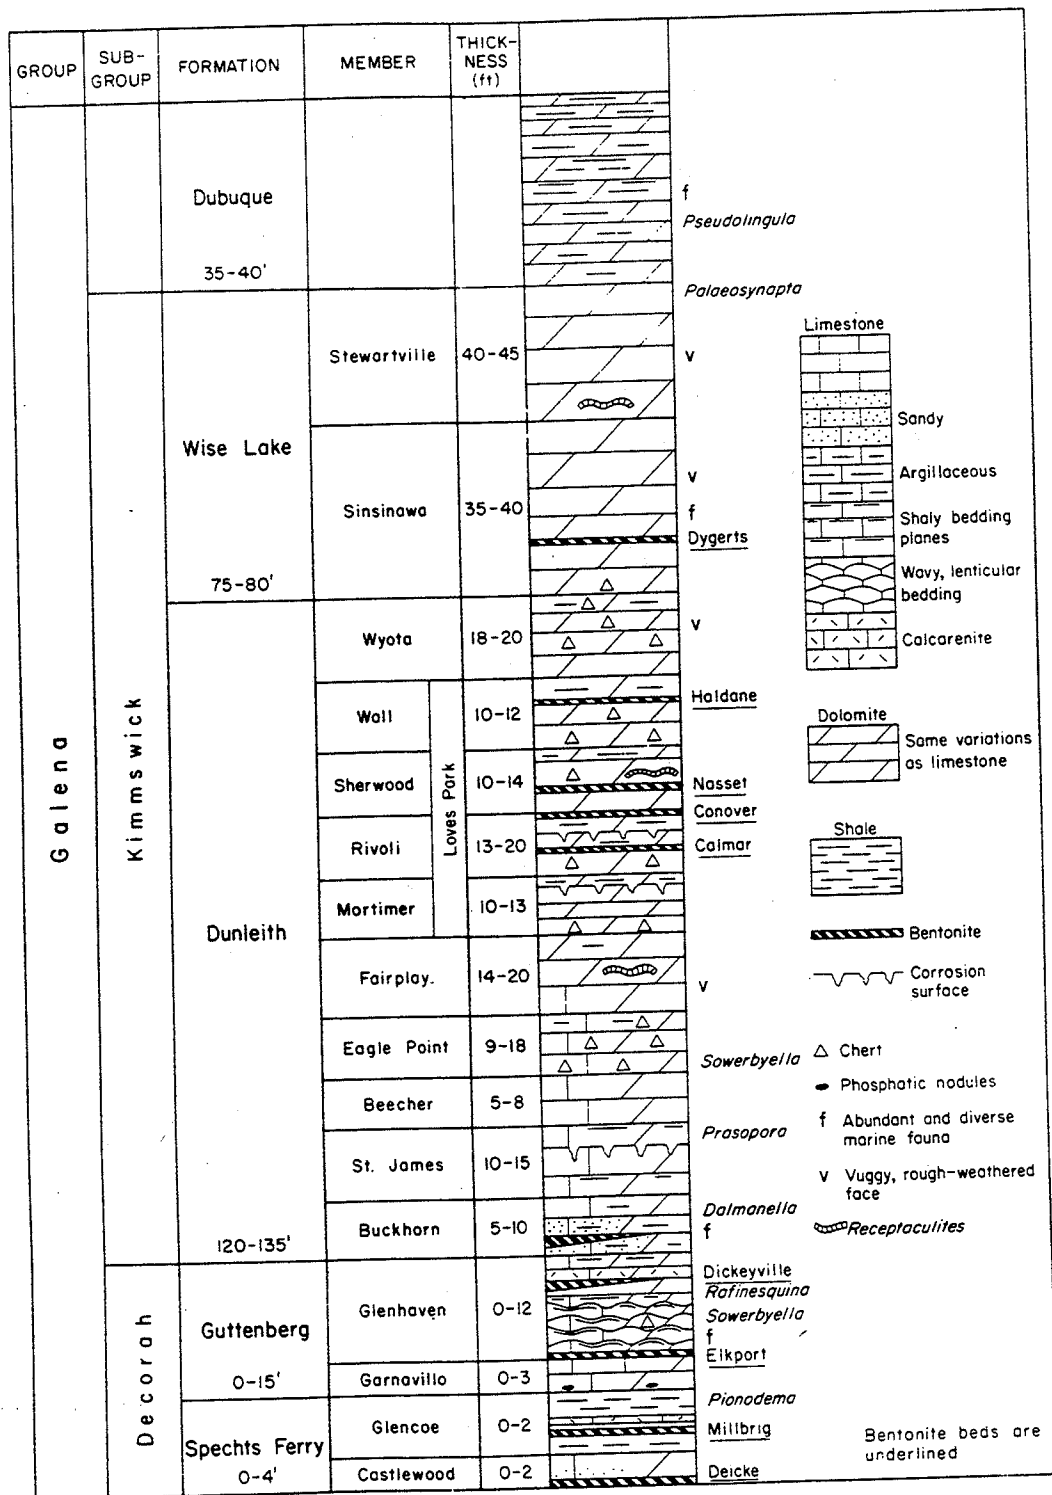 GROUP
SUB-
GROUP
FORMATION
MEMBER
THICK-
NESS
(ft)
Galena
Kimmswick
Decorah
Dubuque
35-40'
f
Pseudolingula
Palaeosynapta
Wise Lake
75-80'
Stewartville
40-45
v
Sinsinawa
35-40
v
f
Dygerts
Dunleith
120-135'
Wyota
18-20
v
Loves Park
Wall
10-12
Haldane
Sherwood
10-14
Nasset
Conover
Rivoli
13-20
Calmar
Mortimer
10-13
Fairplay
14-20
v
Eagle Point
9-18
Sowerbyella
Beecher
5-8
Prasopora
St. James
10-15
Buckhorn
5-10
Dalmanella
f
Guttenberg
0-15'
Glenhaven
0-12
Dickeyville
Rafinesquina
Sowerbyella
f
Elkport
Garnavillo
0-3
Pionodema
Spechts Ferry
0-4'
Glencoe
0-2
Millbrig
Castlewood
0-2
Deicke
Limestone
Sandy
Argillaceous
Shaly bedding
planes
Wavy, lenticular
bedding
Calcarenite
Dolomite
Same variations
as limestone
Shale
Bentonite
Corrosion
surface
Chert
Phosphatic nodules
f Abundant and diverse
marine fauna
v Vuggy, rough-weathered
face
Receptaculites
Bentonite beds are
underlined